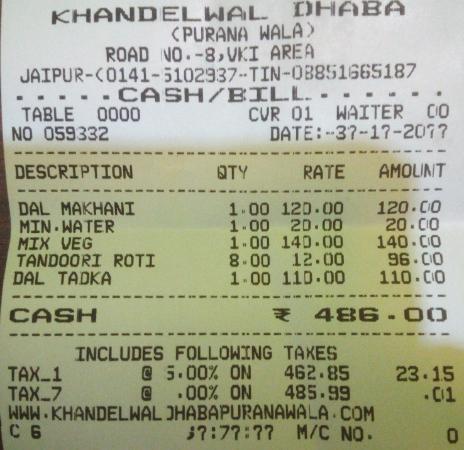 KHANDELWAL DHABA
(PURANA WALA)
ROAD NO.-8,VKI AREA
JAIPUR-(0141-5102937-TIN-08851665187
.....CASH/BILL......
TABLE 0000 CVR 01 WAITER 00
NO 059332 DATE:-3?-1?-20??
DESCRIPTION QTY RATE AMOUNT
DAL MAKHANI 1.00 120.00 120.00
MIN.WATER 1.00 20.00 20.00
MIX VEG 1.00 140.00 140.00
TANDOORI ROTI 8.00 12.00 96.00
DAL TADKA 1.00 110.00 110.00
CASH ₹ 486.00
INCLUDES FOLLOWING TAXES
TAX_1 @ 5.00% ON 462.85 23.15
TAX_7 @ .00% ON 485.99 .01
WWW.KHANDELWALDHABAPURANAWALA.COM
C 6 M/C NO. 0